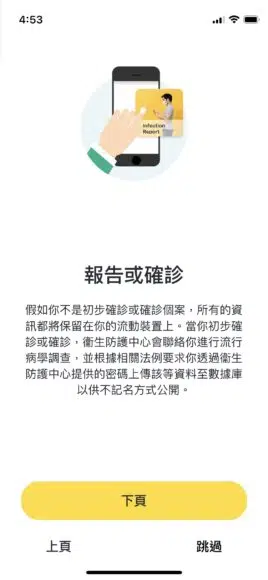 4:53
Infection
Report
報告或確診
假如你不是初步確診或確診個案，所有的資
訊都將保留在你的流動裝置上。當你初步確
診或確診，衞生防護中心會聯絡你進行流行
病學調查，並根據相關法例要求你透過衞生
防護中心提供的密碼上傳該等資料至數據庫
以供不記名方式公開。
下頁
上頁 跳過